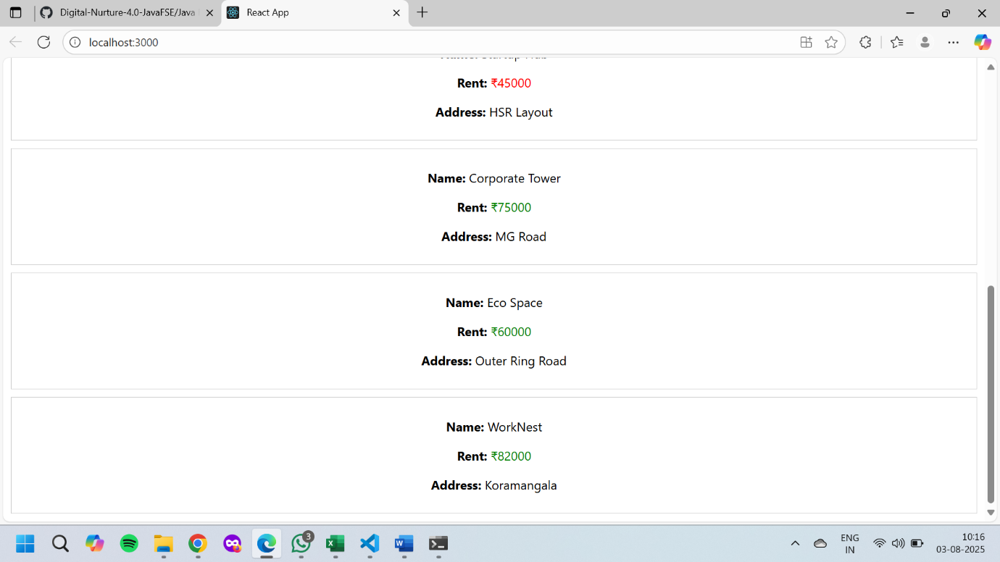 Digital-Nurture-4.0-JavaFSE/Java
React App
localhost:3000
Rent: ₹45000
Address: HSR Layout
Name: Corporate Tower
Rent: ₹75000
Address: MG Road
Name: Eco Space
Rent: ₹60000
Address: Outer Ring Road
Name: WorkNest
Rent: ₹82000
Address: Koramangala
3
ENG
IN
10:16
03-08-2025